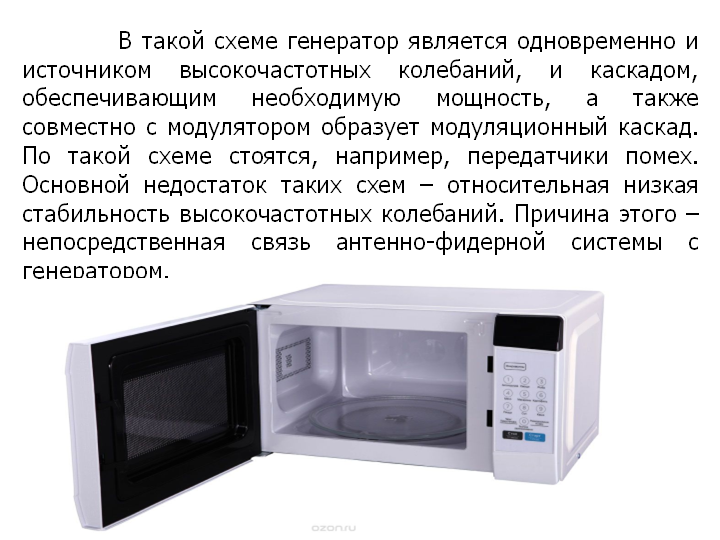 В такой схеме генератор является одновременно и
источником высокочастотных колебаний, и каскадом,
обеспечивающим необходимую мощность, а также
совместно с модулятором образует модуляционный каскад.
По такой схеме стоятся, например, передатчики помех.
Основной недостаток таких схем – относительная низкая
стабильность высокочастотных колебаний. Причина этого –
непосредственная связь антенно-фидерной системы с
генератором.
ozon.ru